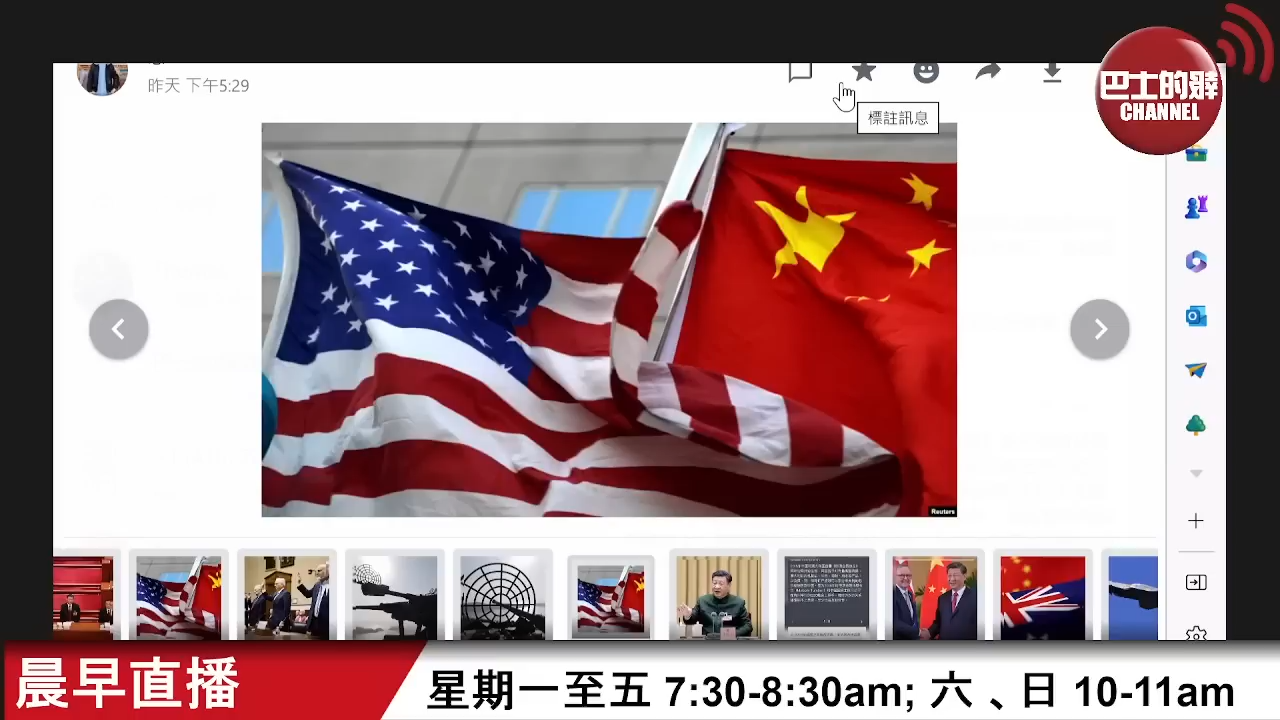 昨天 下午5:29
巴士的報
CHANNEL
標註訊息
Reuters
晨早直播
星期一至五 7:30-8:30am; 六、日 10-11am